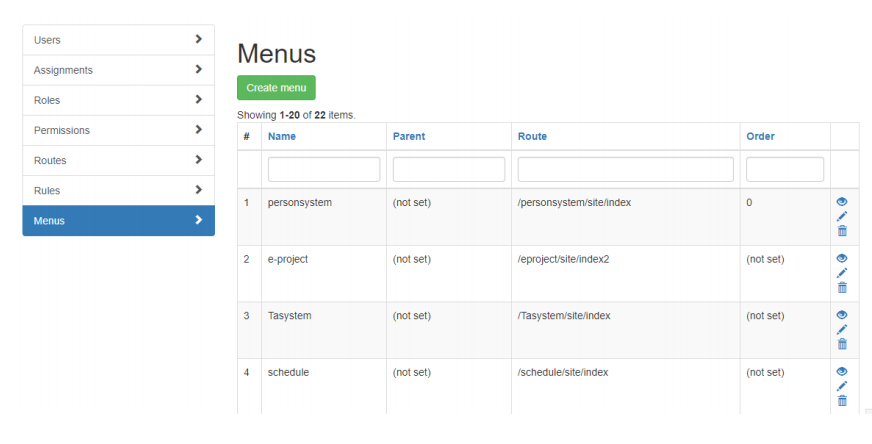 Users
Assignments
Roles
Permissions
Routes
Rules
Menus
Menus
Create menu
Showing 1-20 of 22 items.
# Name Parent Route Order
1 personsystem (not set) /personsystem/site/index 0
2 e-project (not set) /eproject/site/index2 (not set)
3 Tasystem (not set) /Tasystem/site/index (not set)
4 schedule (not set) /schedule/site/index (not set)